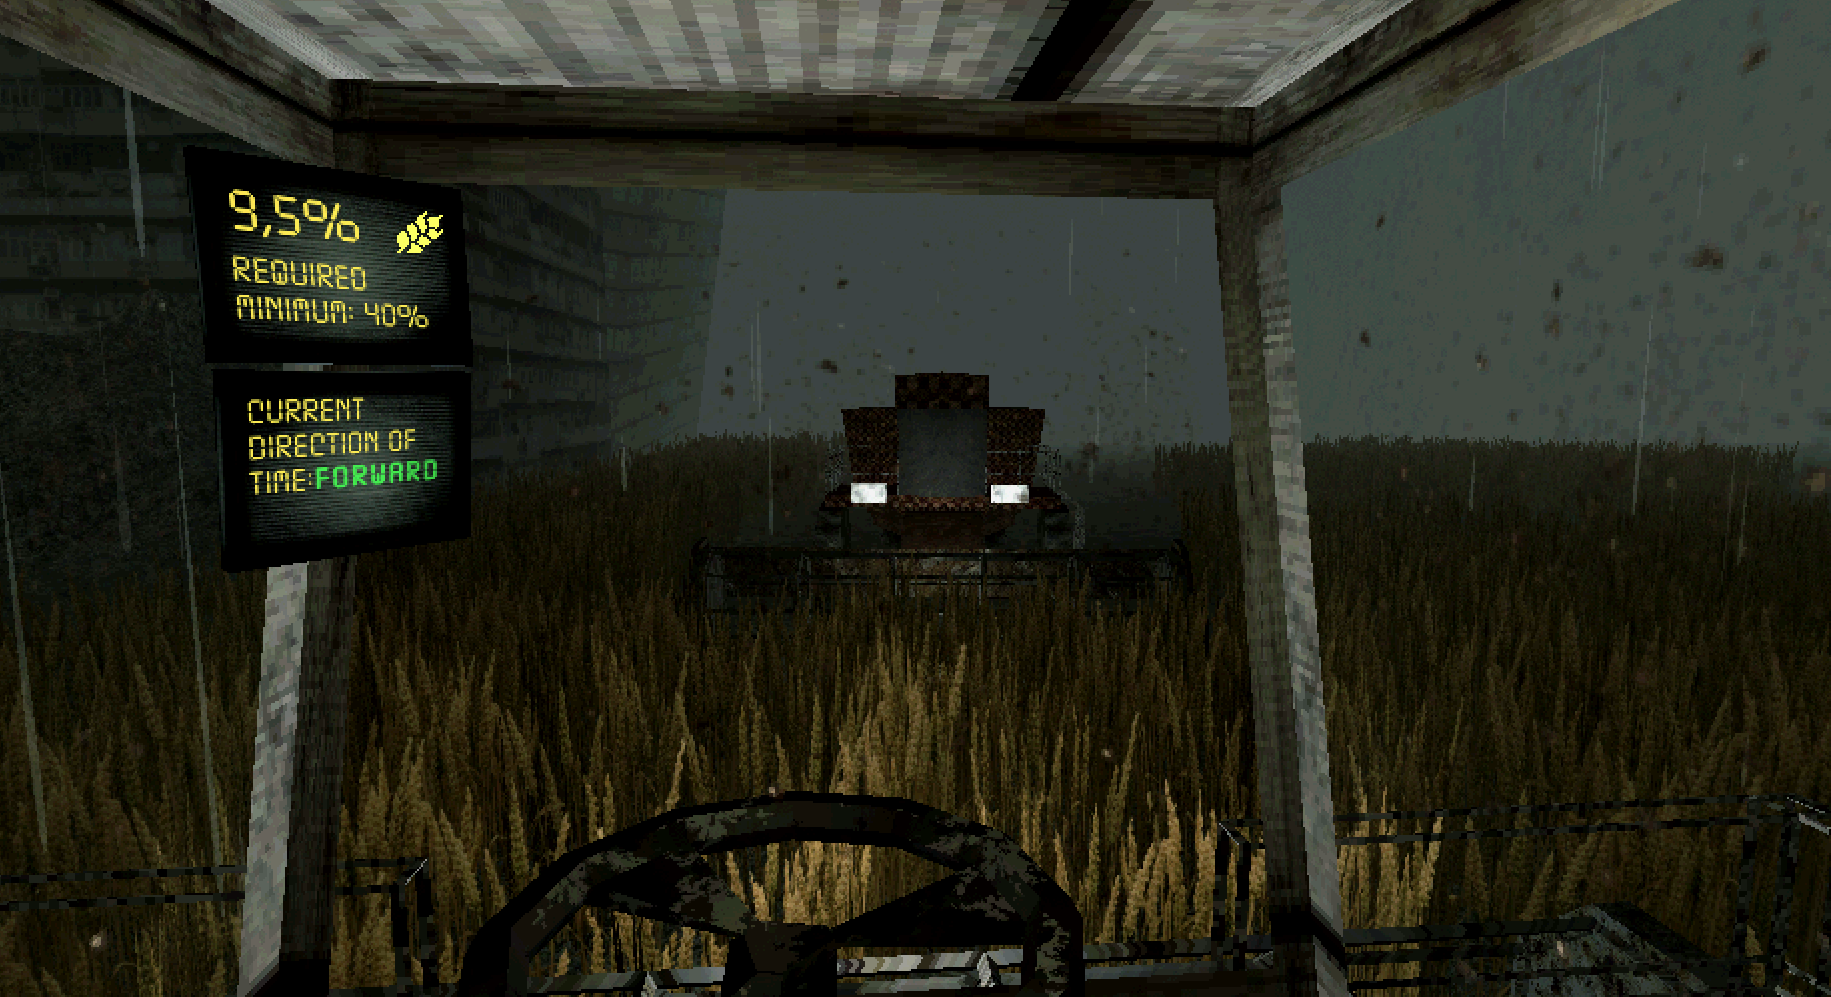 9,5%
REQUIRED
MINIMUM: 40%
CURRENT
DIRECTION OF
TIME:FORWARD